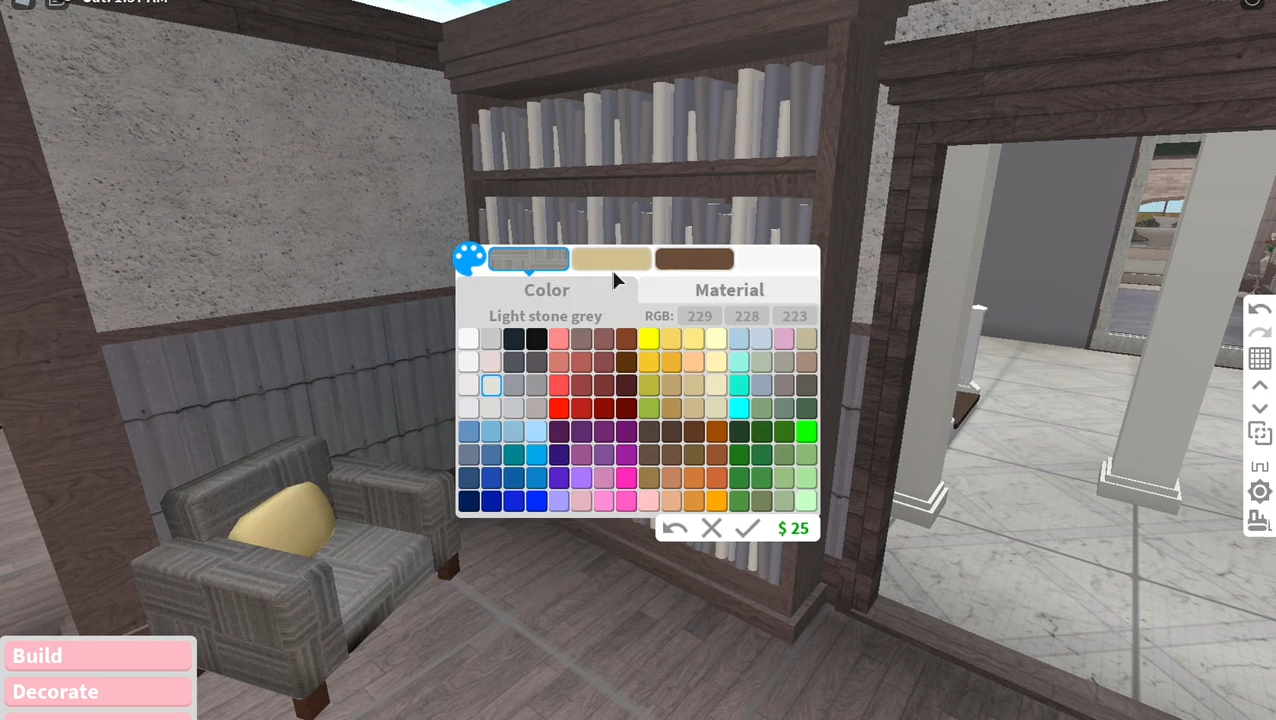 Color
Material
Light stone grey
RGB: 229 228 223
$ 25
Build
Decorate